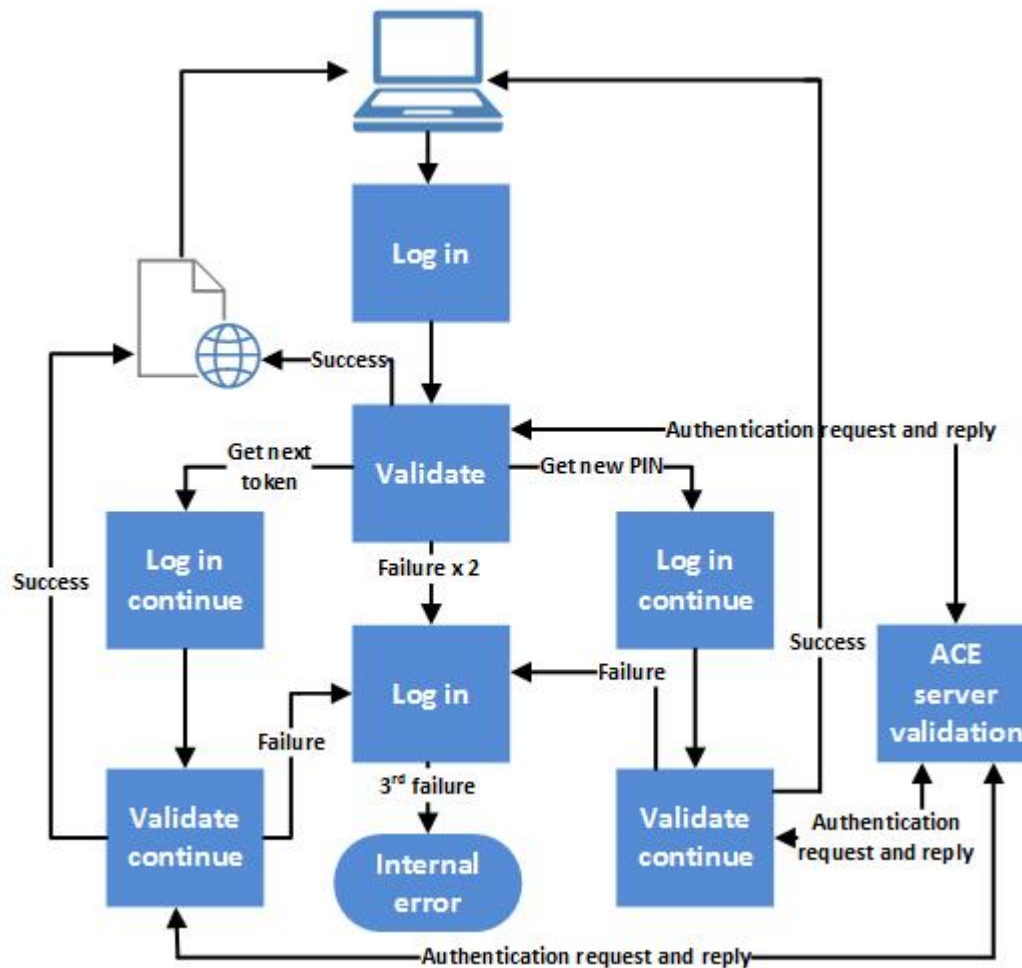 Log in
Success
Authentication request and reply
Get next
token
Validate
Get new PIN
Log in
continue
Failure x 2
Log in
continue
Success
Success
ACE
server
validation
Failure
Log in
Failure
3rd failure
Validate
continue
Internal
error
Validate
continue
Authentication
request and reply
Authentication request and reply